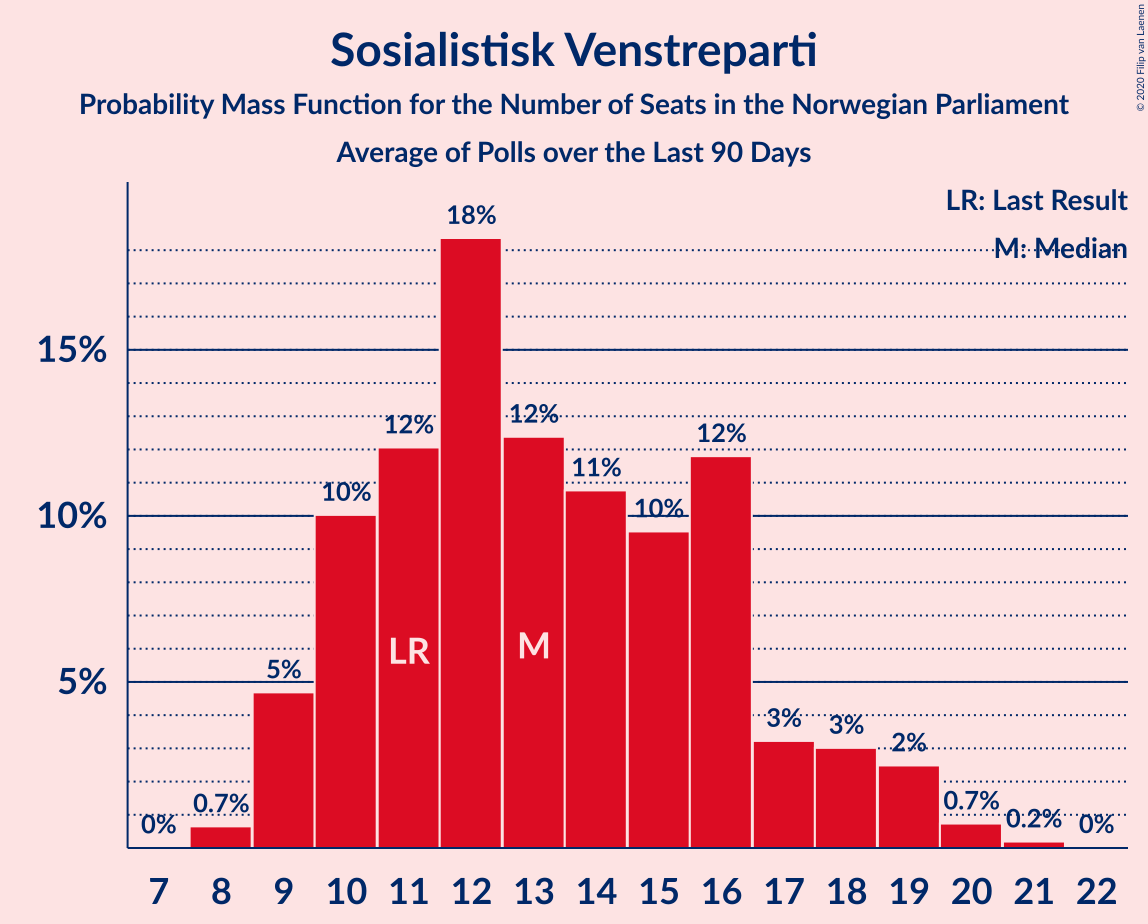 Sosialistisk Venstreparti
Probability Mass Function for the Number of Seats in the Norwegian Parliament
Average of Polls over the Last 90 Days
© 2020 Filip van Laenen
LR: Last Result
M: Median
15%
10%
5%
0%
0.7%
5%
10%
12%
18%
12%
11%
10%
12%
3%
3%
2%
0.7%
0.2%
0%
LR
M
7 8 9 10 11 12 13 14 15 16 17 18 19 20 21 22